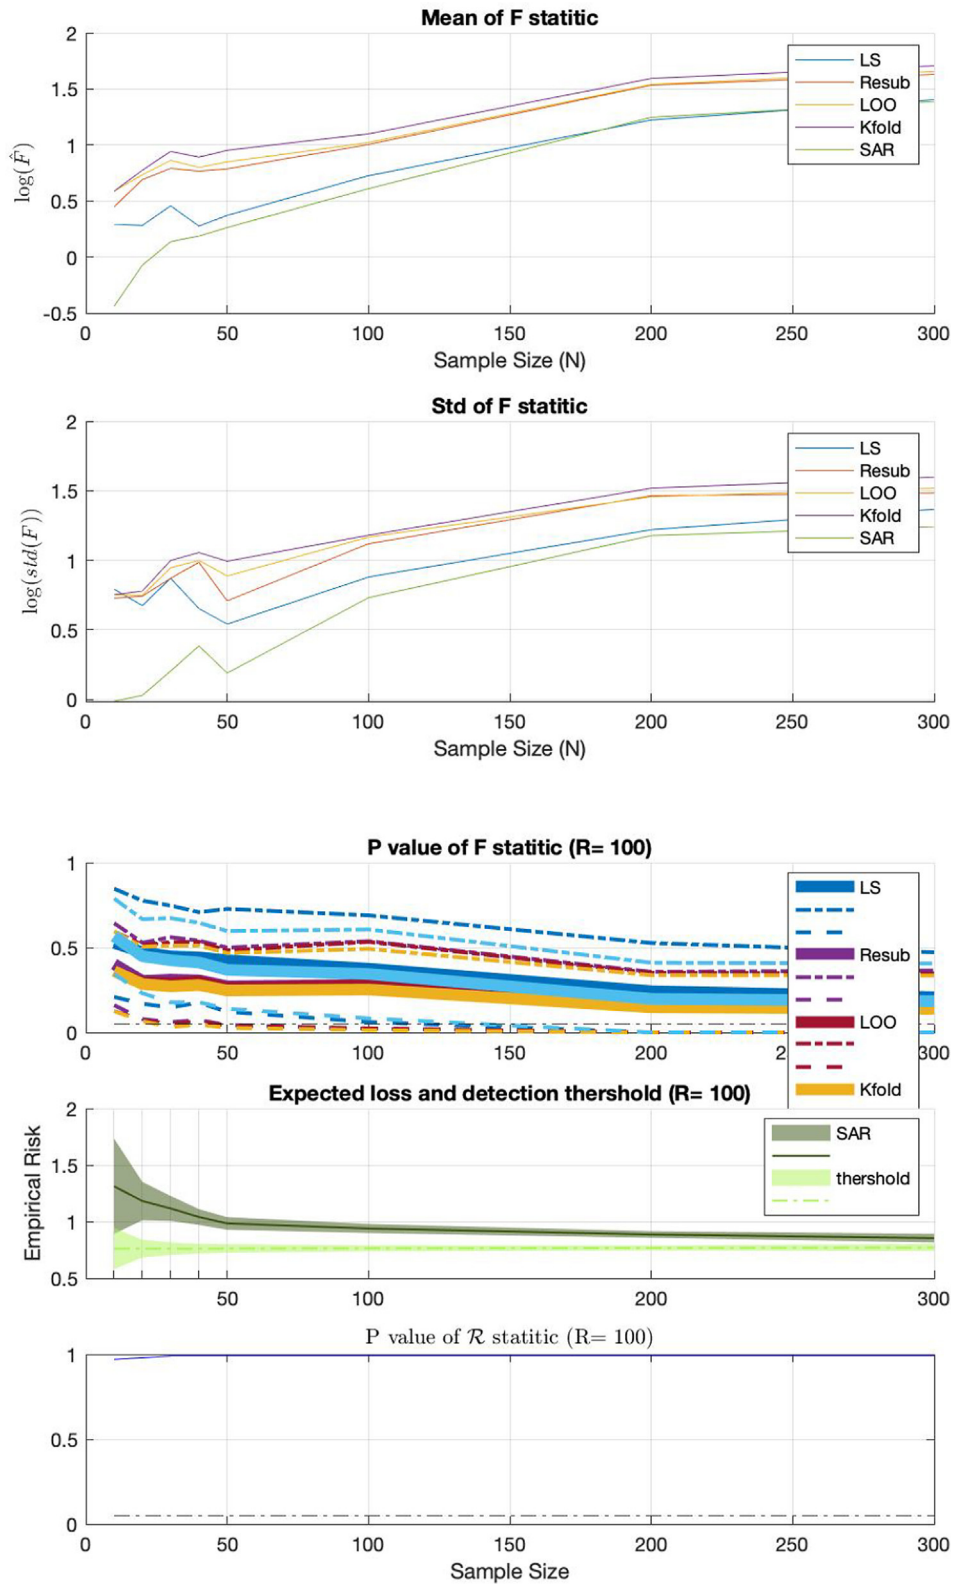 Mean of F statitic
2
1.5
1
0.5
0
-0.5
log(F̂)
0 50 100 150 200 250 300
Sample Size (N)
LS
Resub
LOO
Kfold
SAR
Std of F statitic
2
1.5
1
0.5
0
log(std(F))
0 50 100 150 200 250 300
Sample Size (N)
LS
Resub
LOO
Kfold
SAR
P value of F statitic (R= 100)
1
0.5
0
0 50 100 150 200 2 300
LS
Resub
LOO
Kfold
Expected loss and detection thershold (R= 100)
2
1.5
1
0.5
Empirical Risk
50 100 200 300
SAR
thershold
P value of ℛ statitic (R= 100)
1
0.5
0
0 50 100 150 200 250 300
Sample Size